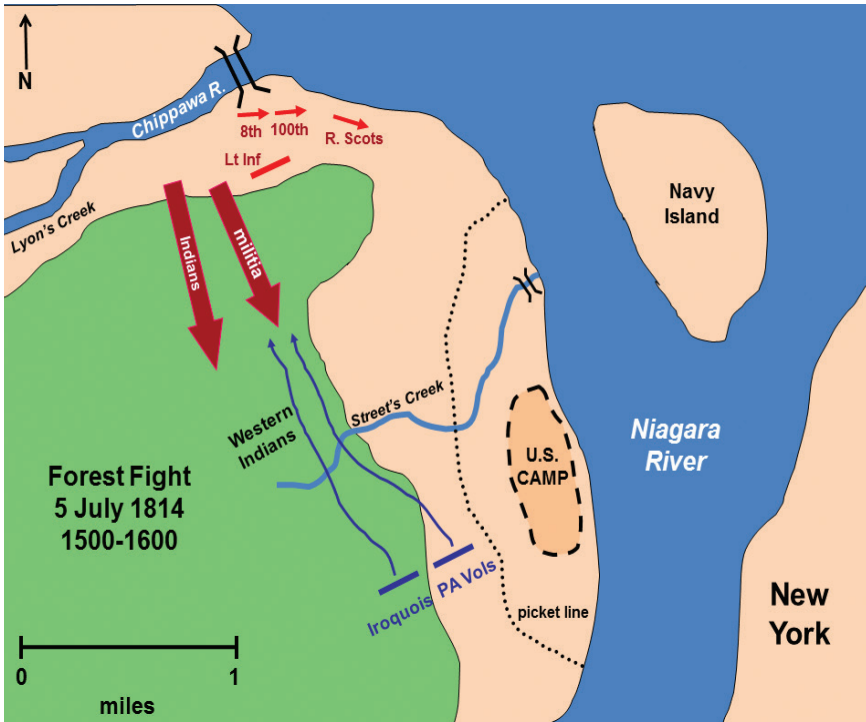 N
Chippawa R.
8th
100th
R. Scots
Lt Inf
Lyon's Creek
Indians
militia
Navy
Island
Street's Creek
Western
Indians
U.S.
CAMP
Niagara
River
Forest Fight
5 July 1814
1500-1600
Iroquois
PA Vols
picket line
New
York
0
1
miles